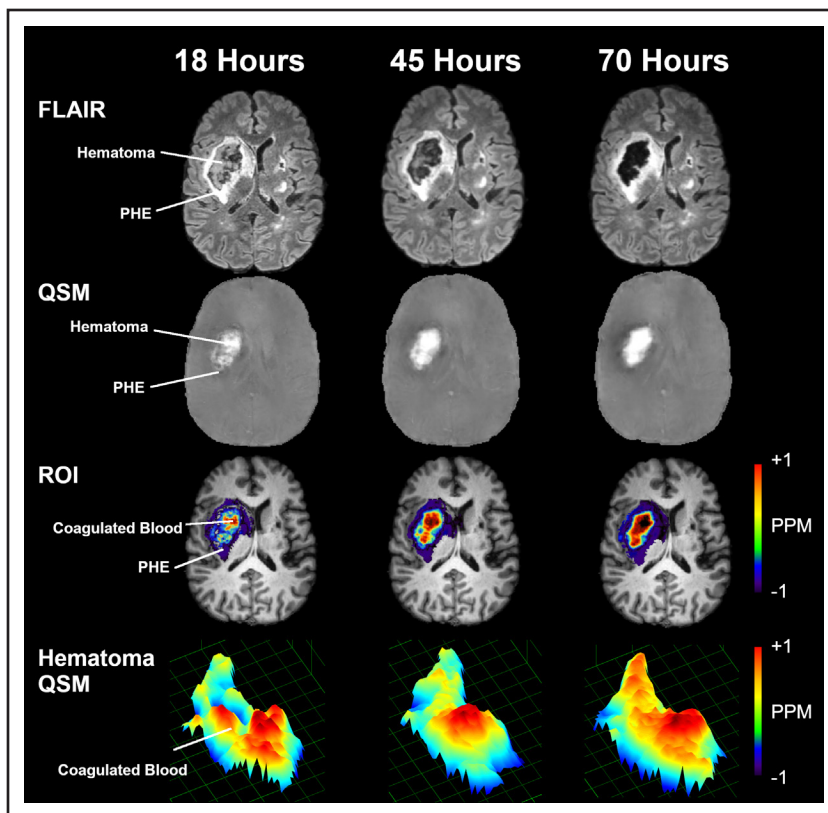 18 Hours
45 Hours
70 Hours
FLAIR
Hematoma
PHE
QSM
Hematoma
PHE
ROI
Coagulated Blood
PHE
+1
PPM
-1
Hematoma
QSM
Coagulated Blood
+1
PPM
-1